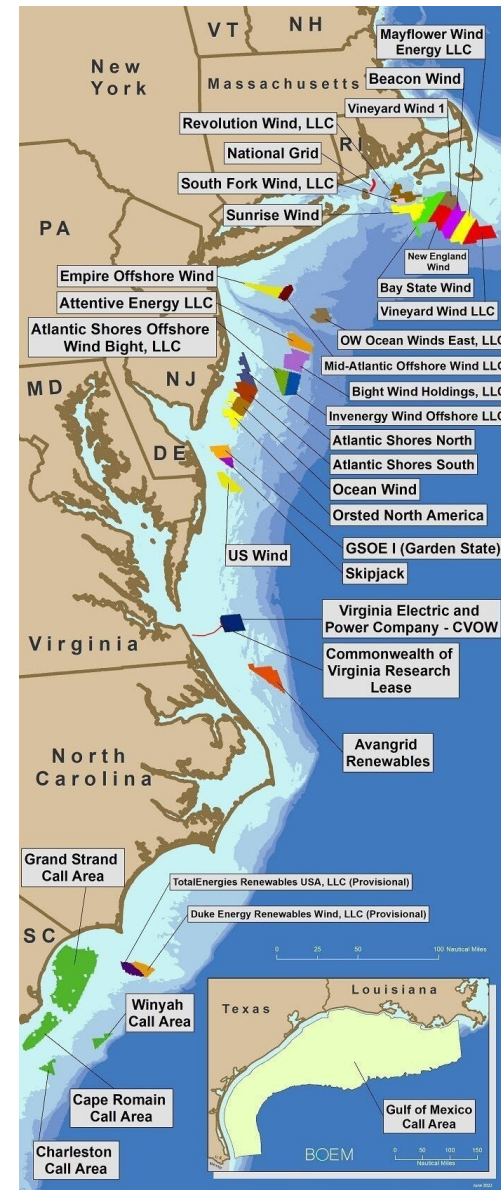 VT
NH
Mayflower Wind
Energy LLC
New
York
Massachusetts
Beacon Wind
Vineyard Wind 1
Revolution Wind, LLC
RI
National Grid
South Fork Wind, LLC
Sunrise Wind
PA
New England
Wind
Bay State Wind
Vineyard Wind LLC
Empire Offshore Wind
Attentive Energy LLC
Atlantic Shores Offshore
Wind Bight, LLC
OW Ocean Winds East, LLC
Mid-Atlantic Offshore Wind LLC
MD
NJ
Bight Wind Holdings, LLC
Invenergy Wind Offshore LLC
Atlantic Shores North
DE
Atlantic Shores South
Ocean Wind
Orsted North America
US Wind
GSOE I (Garden State)
Skipjack
Virginia
Virginia Electric and
Power Company - CVOW
Commonwealth of
Virginia Research
Lease
North
Carolina
Avangrid
Renewables
Grand Strand
Call Area
TotalEnergies Renewables USA, LLC (Provisional)
Duke Energy Renewables Wind, LLC (Provisional)
SC
0 25 50 100 Nautical Miles
Winyah
Call Area
Texas
Louisiana
Cape Romain
Call Area
Gulf of Mexico
Call Area
Charleston
Call Area
BOEM
0 50 100 150
Nautical Miles